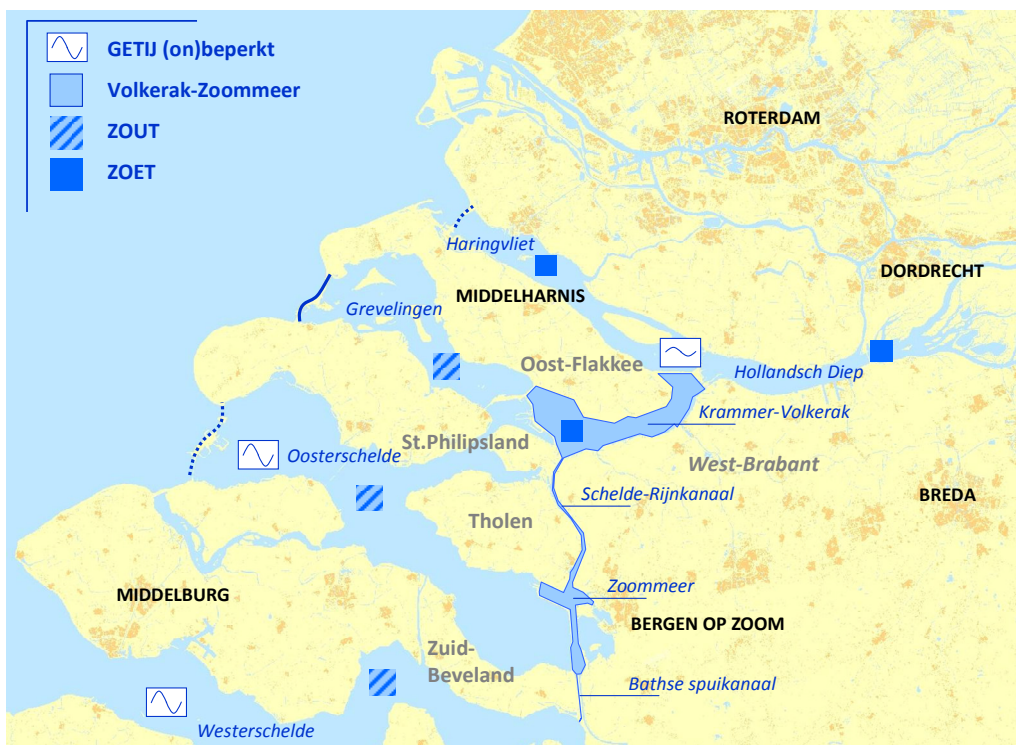 GETIJ (on)beperkt
Volkerak-Zoommeer
ZOUT
ZOET
ROTERDAM
Haringvliet
DORDRECHT
MIDDELHARNIS
Grevelingen
Oost-Flakkee
Hollandsch Diep
Krammer-Volkerak
St.Philipsland
Oosterschelde
West-Brabant
Schelde-Rijnkanaal
BREDA
Tholen
Zoommeer
MIDDELBURG
BERGEN OP ZOOM
Zuid-
Beveland
Bathse spuikanaal
Westerschelde